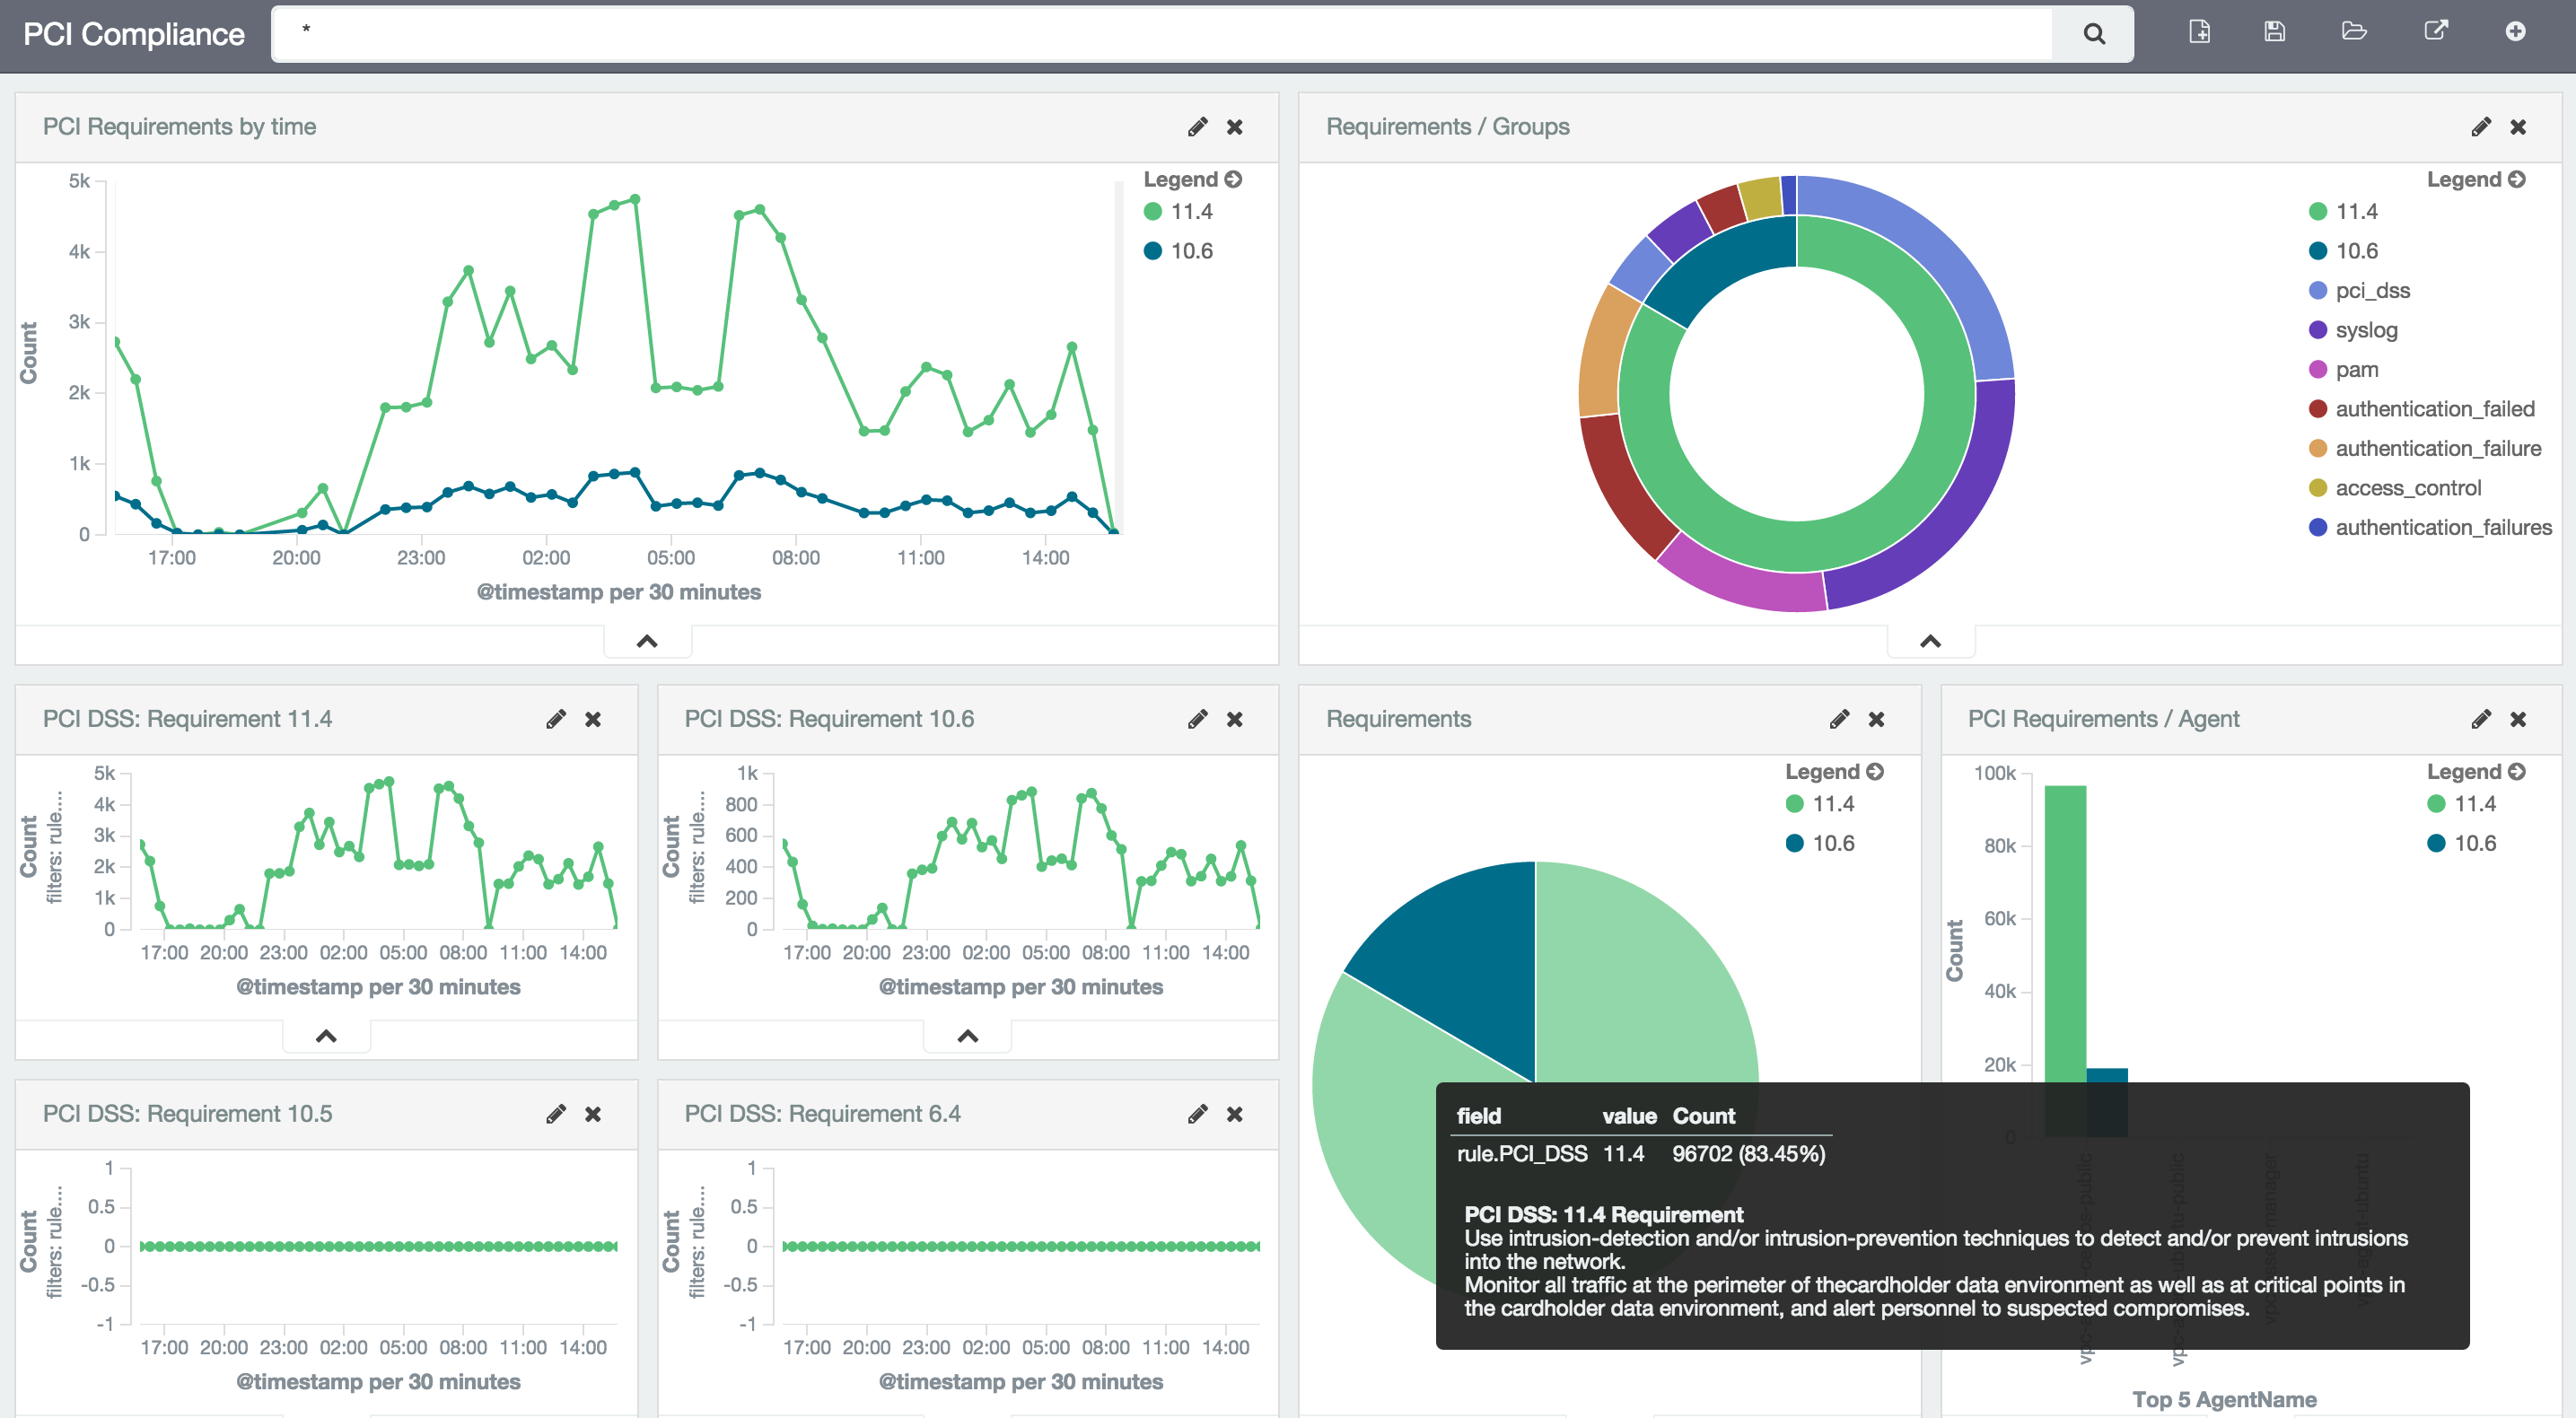 PCI Compliance
*
PCI Requirements by time
Legend
11.4
10.6
5k
4k
3k
2k
1k
0
Count
17:00 20:00 23:00 02:00 05:00 08:00 11:00 14:00
@timestamp per 30 minutes
Requirements / Groups
Legend
11.4
10.6
pci_dss
syslog
pam
authentication_failed
authentication_failure
access_control
authentication_failures
PCI DSS: Requirement 11.4
5k
4k
3k
2k
1k
0
Count
filters: rule....
17:00 20:00 23:00 02:00 05:00 08:00 11:00 14:00
@timestamp per 30 minutes
PCI DSS: Requirement 10.6
1k
800
600
400
200
0
Count
filters: rule....
17:00 20:00 23:00 02:00 05:00 08:00 11:00 14:00
@timestamp per 30 minutes
Requirements
Legend
11.4
10.6
PCI Requirements / Agent
Legend
11.4
10.6
100k
80k
60k
40k
20k
0
Count
Top 5 AgentName
field value Count
rule.PCI_DSS 11.4 96702 (83.45%)
PCI DSS: 11.4 Requirement
Use intrusion-detection and/or intrusion-prevention techniques to detect and/or prevent intrusions
into the network.
Monitor all traffic at the perimeter of thecardholder data environment as well as at critical points in
the cardholder data environment, and alert personnel to suspected compromises.
PCI DSS: Requirement 10.5
1
0.5
0
-0.5
-1
Count
filters: rule....
17:00 20:00 23:00 02:00 05:00 08:00 11:00 14:00
@timestamp per 30 minutes
PCI DSS: Requirement 6.4
1
0.5
0
-0.5
-1
Count
filters: rule....
17:00 20:00 23:00 02:00 05:00 08:00 11:00 14:00
@timestamp per 30 minutes